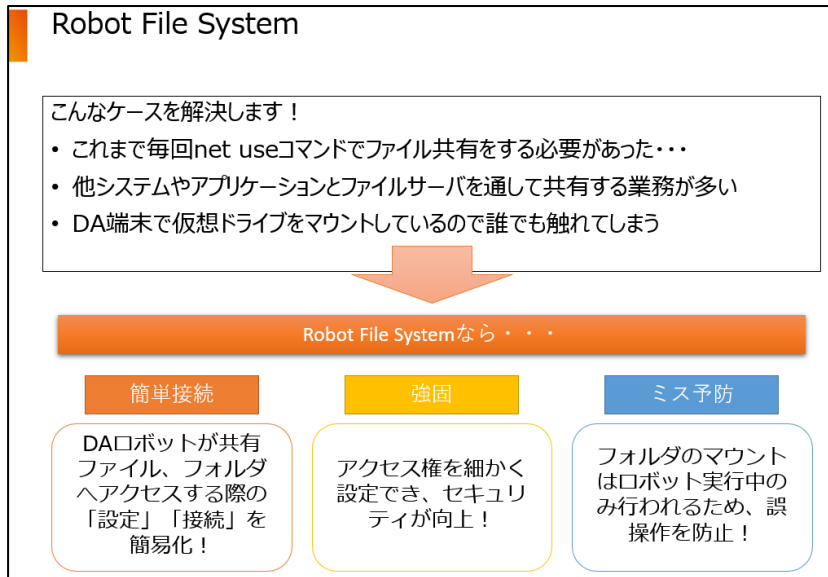 Robot File System
こんなケースを解決します！
• これまで毎回net useコマンドでファイル共有をする必要があった・・・
• 他システムやアプリケーションとファイルサーバを通して共有する業務が多い
• DA端末で仮想ドライブをマウントしているので誰でも触れてしまう
Robot File Systemなら・・・
簡単接続
DAロボットが共有
ファイル、フォルダ
へアクセスする際の
「設定」「接続」を
簡易化！
強固
アクセス権を細かく
設定でき、セキュリ
ティが向上！
ミス予防
フォルダのマウント
はロボット実行中の
み行われるため、誤
操作を防止！